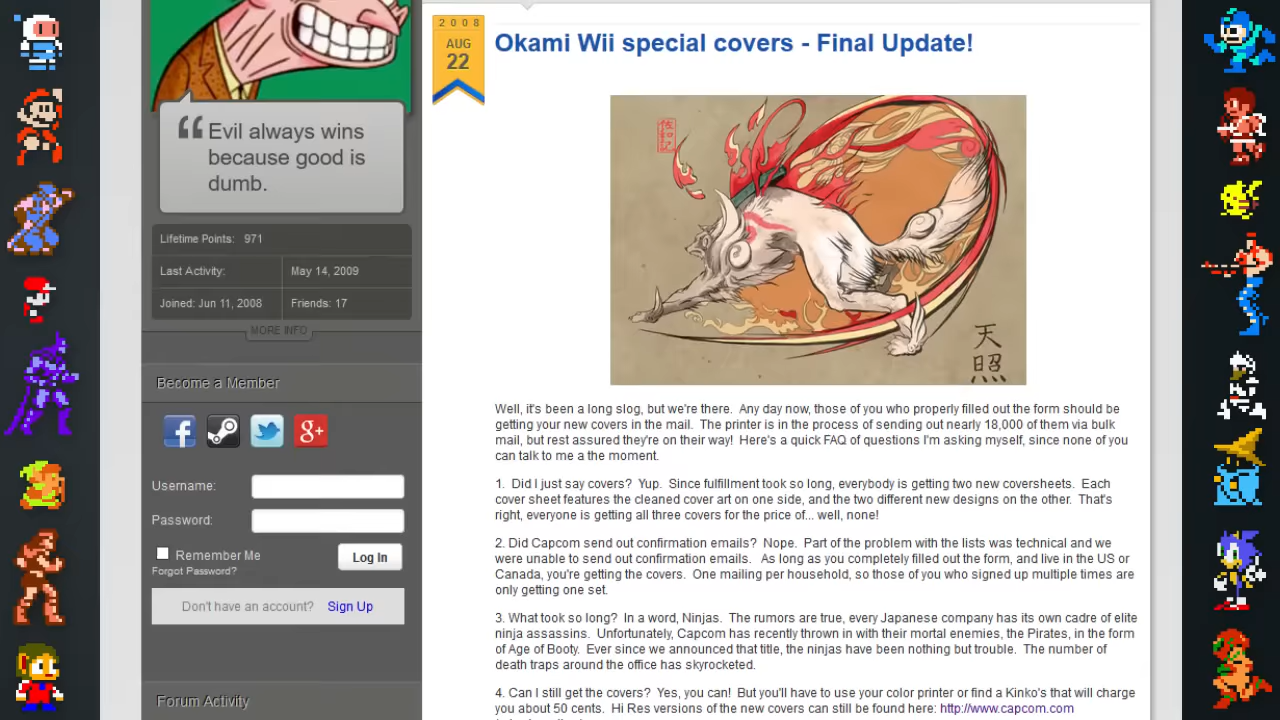 Evil always wins
because good is
dumb.
Lifetime Points: 971
Last Activity: May 14, 2009
Joined: Jun 11, 2008 Friends: 17
MORE INFO
Become a Member
Username:
Password:
Remember Me
Forgot Password?
Log In
Don't have an account? Sign Up
Forum Activity
2008
AUG
22
Okami Wii special covers - Final Update!
天
照
Well, it's been a long slog, but we're there. Any day now, those of you who properly filled out the form should be
getting your new covers in the mail. The printer is in the process of sending out nearly 18,000 of them via bulk
mail, but rest assured they're on their way! Here's a quick FAQ of questions I'm asking myself, since none of you
can talk to me a the moment.
1. Did I just say covers? Yup. Since fulfillment took so long, everybody is getting two new coversheets. Each
cover sheet features the cleaned cover art on one side, and the two different new designs on the other. That's
right, everyone is getting all three covers for the price of... well, none!
2. Did Capcom send out confirmation emails? Nope. Part of the problem with the lists was technical and we
were unable to send out confirmation emails. As long as you completely filled out the form, and live in the US or
Canada, you're getting the covers. One mailing per household, so those of you who signed up multiple times are
only getting one set.
3. What took so long? In a word, Ninjas. The rumors are true, every Japanese company has its own cadre of elite
ninja assassins. Unfortunately, Capcom has recently thrown in with their mortal enemies, the Pirates, in the form
of Age of Booty. Ever since we announced that title, the ninjas have been nothing but trouble. The number of
death traps around the office has skyrocketed.
4. Can I still get the covers? Yes, you can! But you'll have to use your color printer or find a Kinko's that will charge
you about 50 cents. Hi Res versions of the new covers can still be found here: http://www.capcom.com